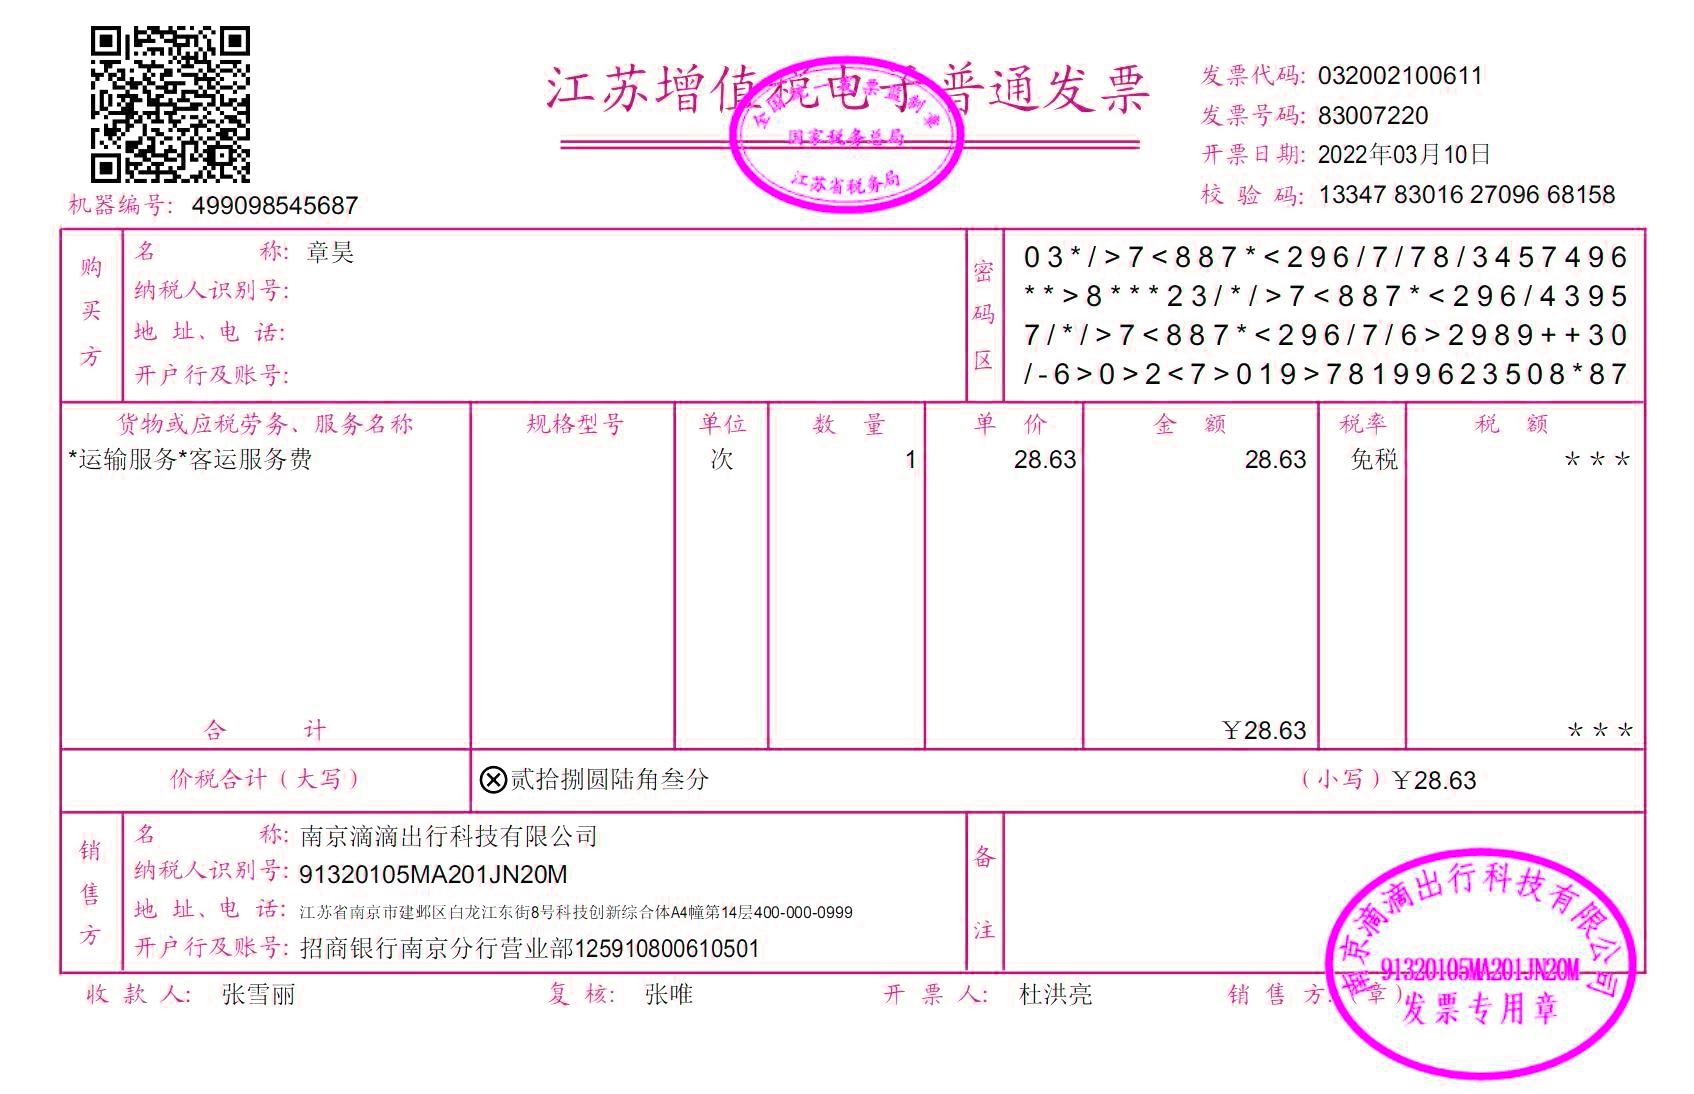 江苏增值税电子普通发票
全国统一发票监制章
国家税务总局
江苏省税务局
发票代码: 032002100611
发票号码: 83007220
开票日期: 2022年03月10日
校 验 码: 13347 83016 27096 68158
机器编号: 499098545687
购买方
名 称: 章昊
纳税人识别号:
地 址、电 话:
开户行及账号:
密码区
03*/>7<887*<296/7/78/3457496
**>8***23/*/>7<887*<296/4395
7/*/>7<887*<296/7/6>2989++30
/-6>0>2<7>019>78199623508*87
货物或应税劳务、服务名称 规格型号 单位 数 量 单 价 金 额 税率 税 额
*运输服务*客运服务费 次 1 28.63 28.63 免税 ***
合 计 ￥28.63 ***
价税合计（大写） ⊗贰拾捌圆陆角叁分 （小写）￥28.63
销售方
名 称: 南京滴滴出行科技有限公司
纳税人识别号: 91320105MA201JN20M
地 址、电 话: 江苏省南京市建邺区白龙江东街8号科技创新综合体A4幢第14层400-000-0999
开户行及账号: 招商银行南京分行营业部125910800610501
备注
收 款 人: 张雪丽 复 核: 张唯 开 票 人: 杜洪亮 销 售 方:（章）
南京滴滴出行科技有限公司
91320105MA201JN20M
发票专用章